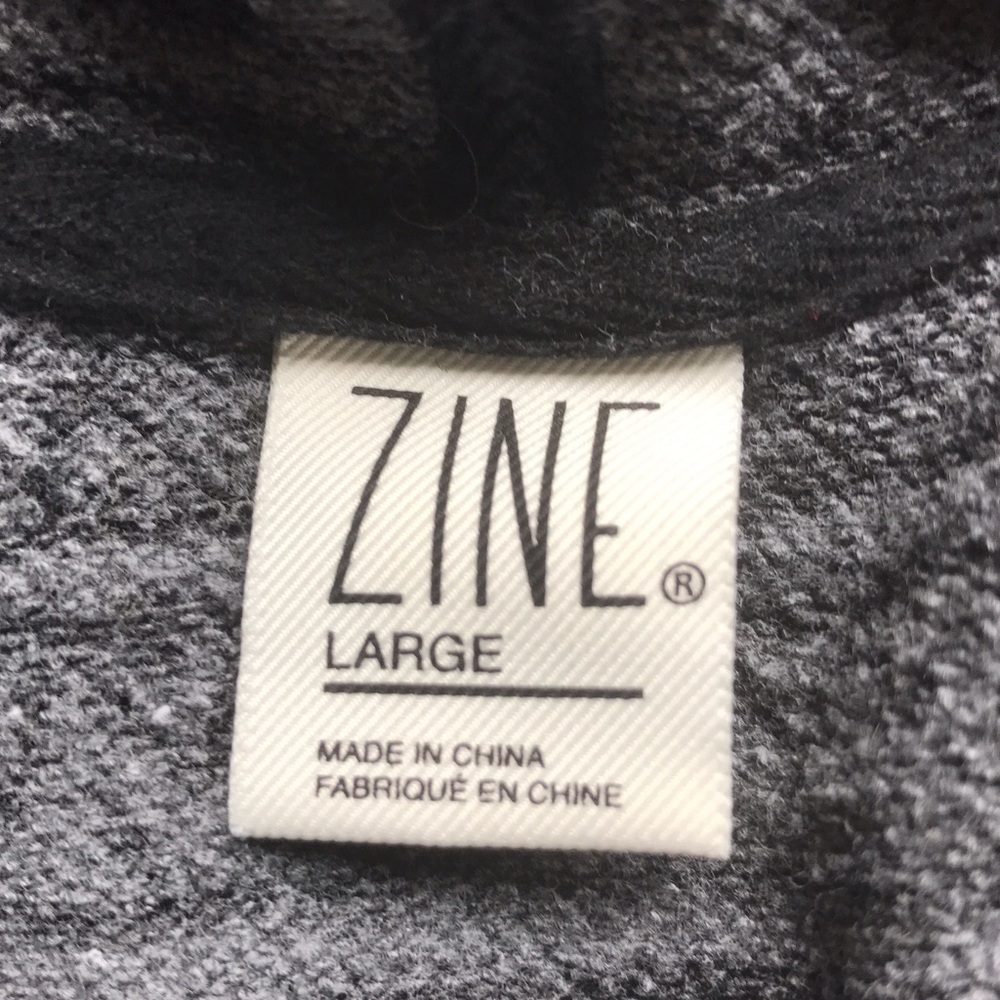 ZINE®
LARGE
MADE IN CHINA
FABRIQUÉ EN CHINE